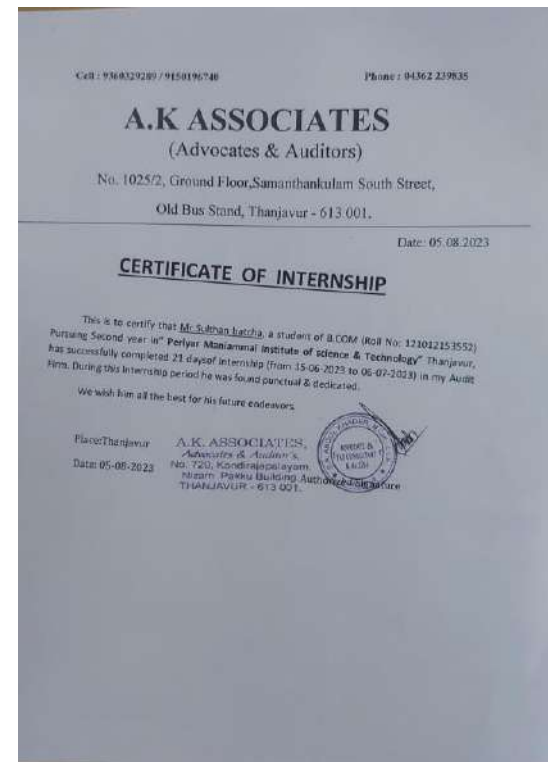 Cell : 9360329289 / 9150196740 Phone : 04362 239835
A.K ASSOCIATES
(Advocates & Auditors)
No. 1025/2, Ground Floor,Samanthankulam South Street,
Old Bus Stand, Thanjavur - 613 001.
Date: 05.08.2023
CERTIFICATE OF INTERNSHIP
This is to certify that Mr.Sulthan batcha, a student of B.COM (Roll No: 121012153552)
Pursuing Second year in" Periyar Maniammai Institute of science & Technology" Thanjavur,
has successfully completed 21 daysof Internship (from 15-06-2023 to 06-07-2023) in my Audit
Firm. During this Internship period he was found punctual & dedicated.
We wish him all the best for his future endeavors
Place:Thanjavur
Date: 05-08-2023
A.K. ASSOCIATES,
Advocates & Auditor's,
No: 720, Kondirajapalayam,
Nizam Pakku Building
THANJAVUR - 613 001.
ADVOCATE &
TAX CONSULTANT
Authorized Signature